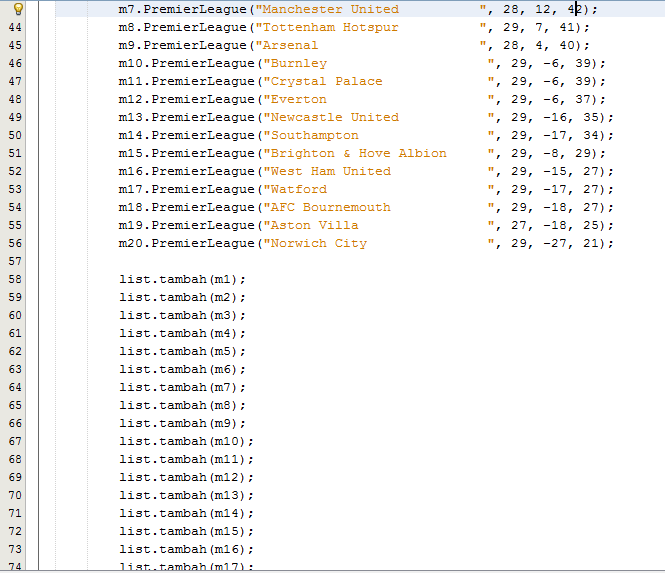 m7.PremierLeague("Manchester United          ", 28, 12, 42);
44 m8.PremierLeague("Tottenham Hotspur          ", 29, 7, 41);
45 m9.PremierLeague("Arsenal                    ", 28, 4, 40);
46 m10.PremierLeague("Burnley                    ", 29, -6, 39);
47 m11.PremierLeague("Crystal Palace             ", 29, -6, 39);
48 m12.PremierLeague("Everton                    ", 29, -6, 37);
49 m13.PremierLeague("Newcastle United           ", 29, -16, 35);
50 m14.PremierLeague("Southampton                ", 29, -17, 34);
51 m15.PremierLeague("Brighton & Hove Albion     ", 29, -8, 29);
52 m16.PremierLeague("West Ham United            ", 29, -15, 27);
53 m17.PremierLeague("Watford                    ", 29, -17, 27);
54 m18.PremierLeague("AFC Bournemouth            ", 29, -18, 27);
55 m19.PremierLeague("Aston Villa                ", 27, -18, 25);
56 m20.PremierLeague("Norwich City               ", 29, -27, 21);
57
58 list.tambah(m1);
59 list.tambah(m2);
60 list.tambah(m3);
61 list.tambah(m4);
62 list.tambah(m5);
63 list.tambah(m6);
64 list.tambah(m7);
65 list.tambah(m8);
66 list.tambah(m9);
67 list.tambah(m10);
68 list.tambah(m11);
69 list.tambah(m12);
70 list.tambah(m13);
71 list.tambah(m14);
72 list.tambah(m15);
73 list.tambah(m16);
74 list.tambah(m17);